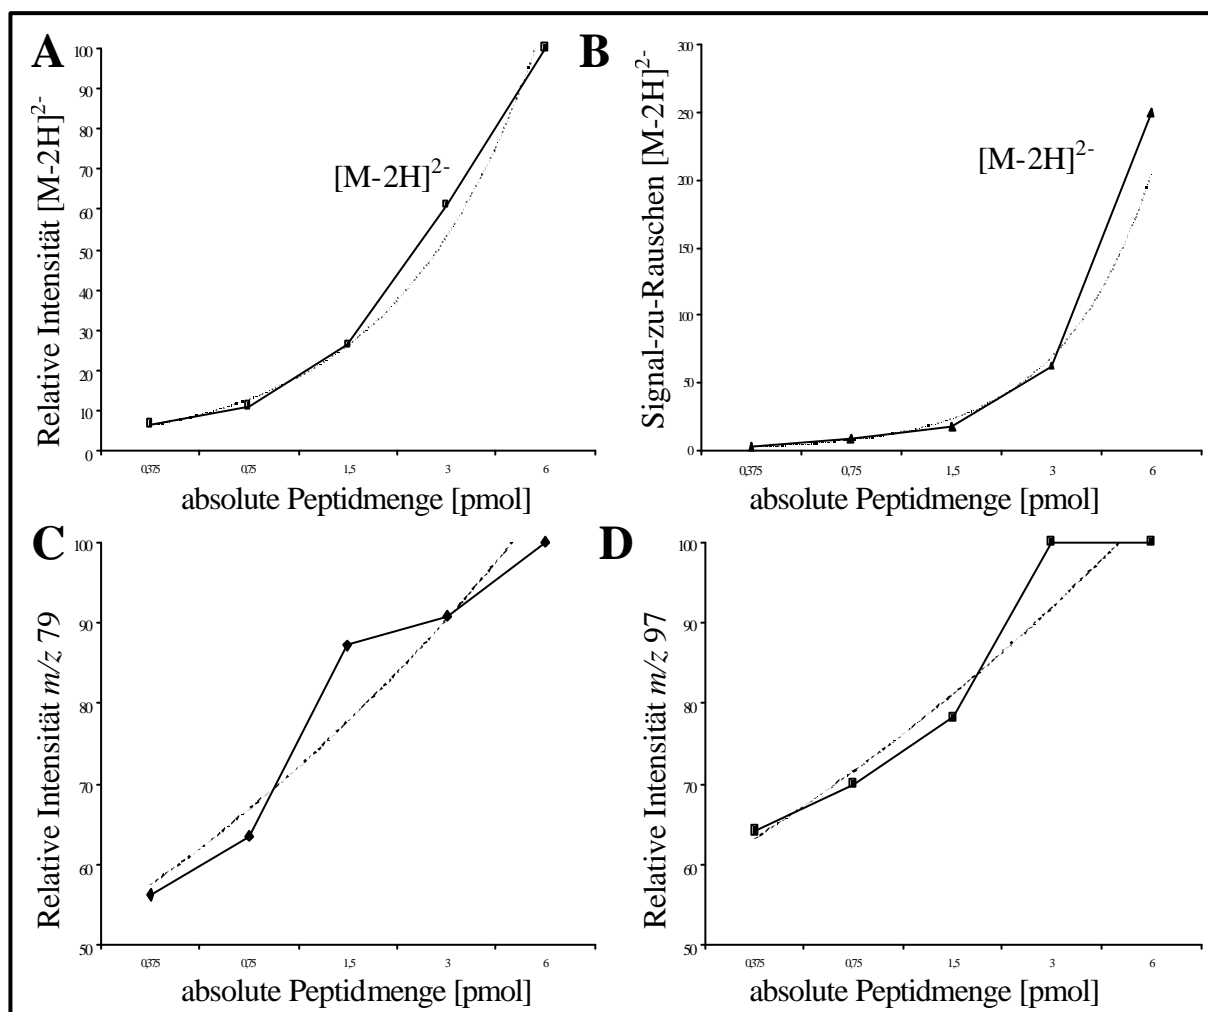 A
Relative Intensität [M-2H]2-
100
90
80
70
60
50
40
30
20
10
0
[M-2H]2-
0,375 0,75 1,5 3 6
absolute Peptidmenge [pmol]
B
Signal-zu-Rauschen [M-2H]2-
300
250
200
150
100
50
0
[M-2H]2-
0,375 0,75 1,5 3 6
absolute Peptidmenge [pmol]
C
Relative Intensität m/z 79
100
90
80
70
60
50
0,375 0,75 1,5 3 6
absolute Peptidmenge [pmol]
D
Relative Intensität m/z 97
100
90
80
70
60
50
0,375 0,75 1,5 3 6
absolute Peptidmenge [pmol]